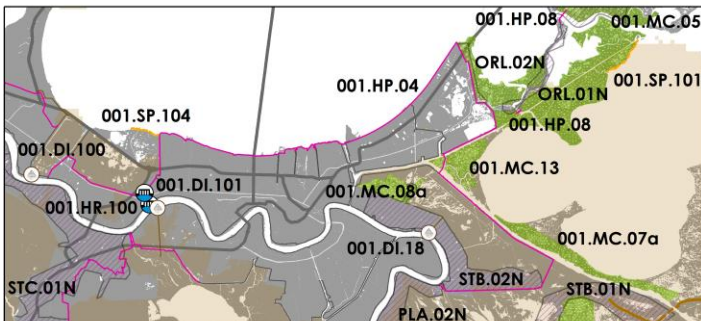 001.HP.08
001.MC.05
ORL.02N
001.SP.101
001.HP.04
ORL.01N
001.SP.104
001.HP.08
001.DI.100
001.MC.13
001.DI.101
001.MC.08a
001.HR.100
001.MC.07a
001.DI.18
STC.01N
STB.02N
STB.01N
PLA.02N